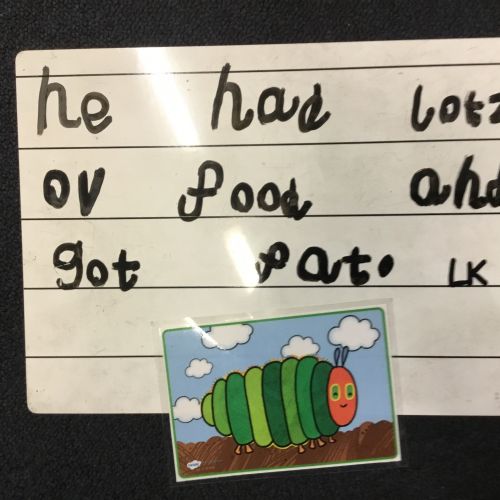 he had lotz
ov food and
got fat. LK